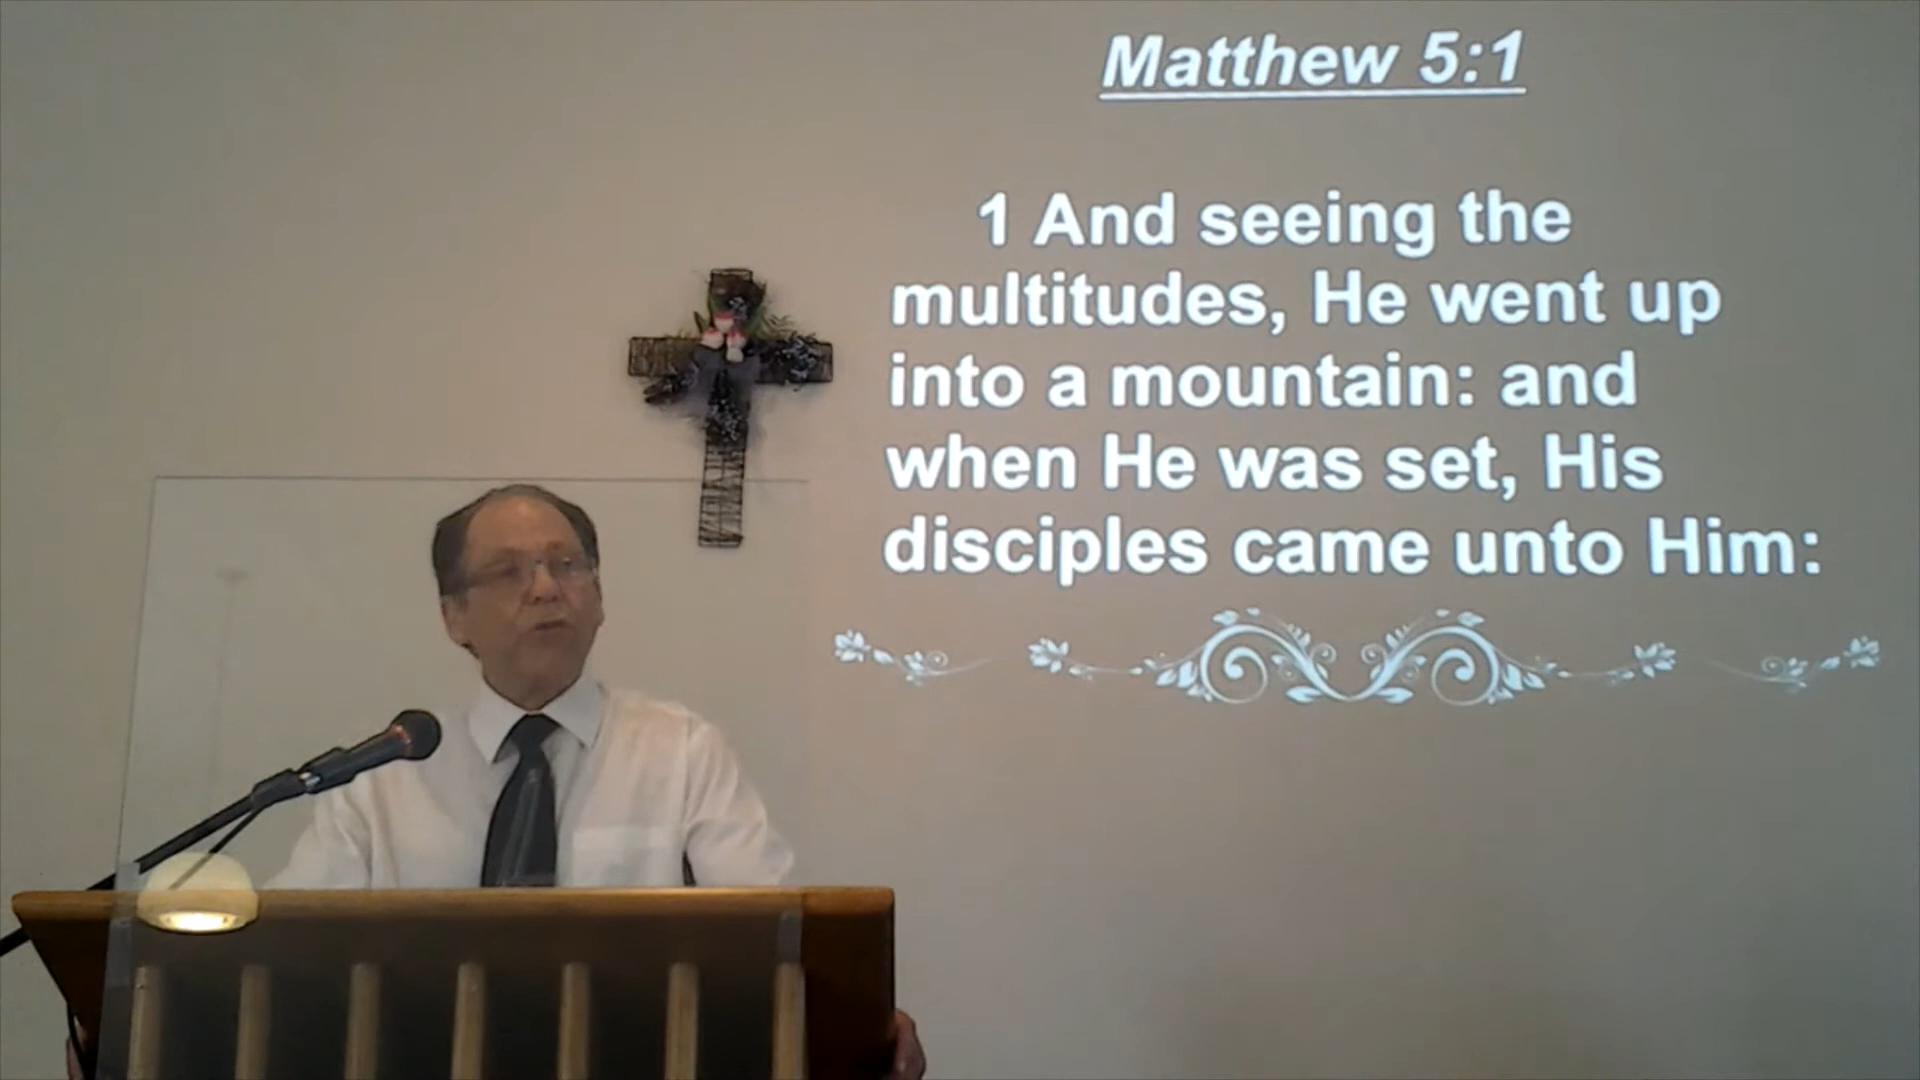 Matthew 5:1
1 And seeing the
multitudes, He went up
into a mountain: and
when He was set, His
disciples came unto Him: